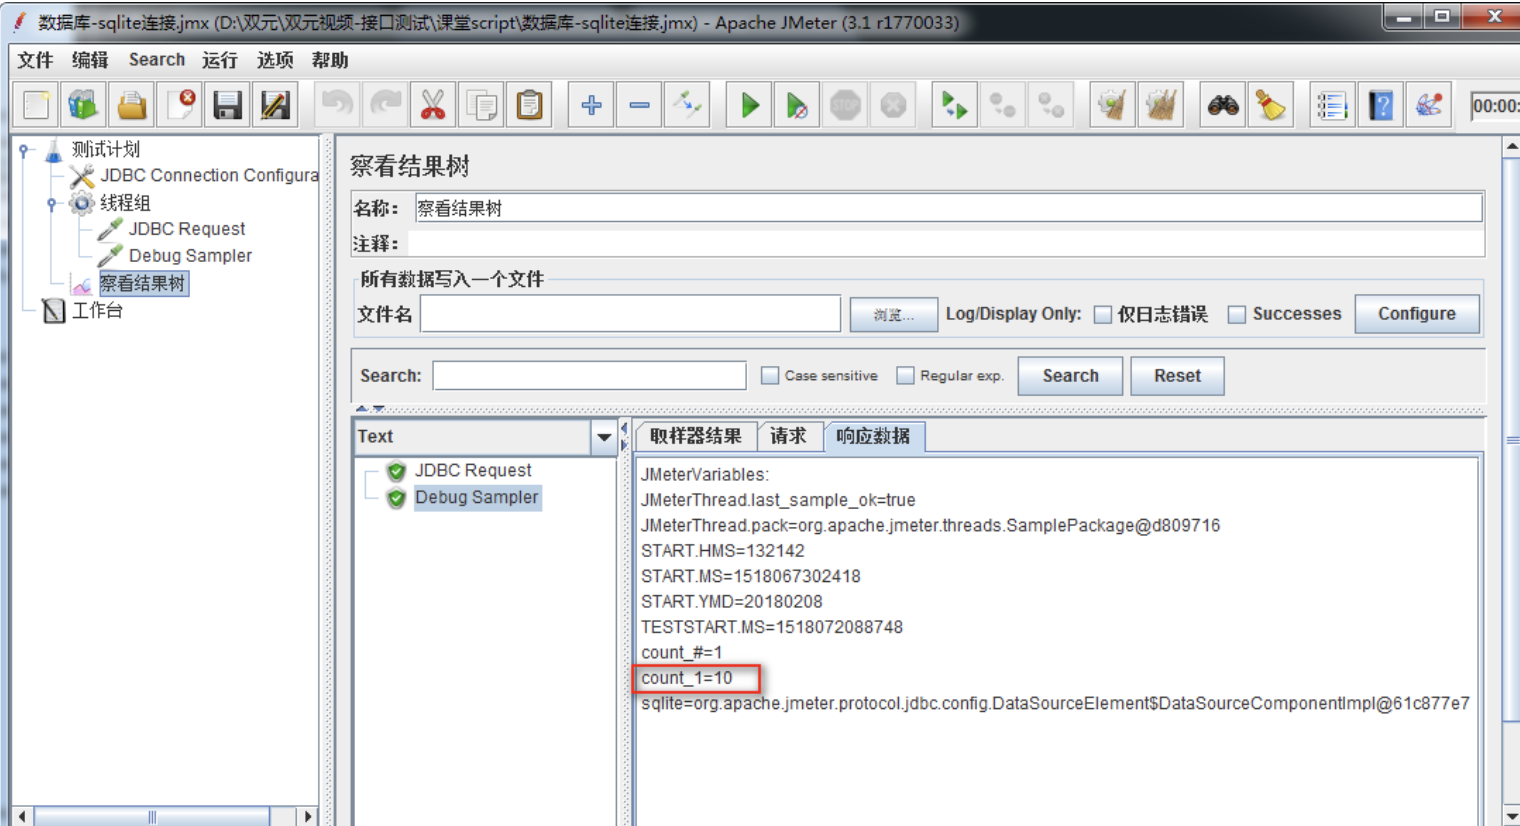 数据库-sqlite连接.jmx (D:\双元\双元视频-接口测试\课堂script\数据库-sqlite连接.jmx) - Apache JMeter (3.1 r1770033)
文件 编辑 Search 运行 选项 帮助
STOP
00:00:
测试计划
JDBC Connection Configura
线程组
JDBC Request
Debug Sampler
察看结果树
工作台
察看结果树
名称： 察看结果树
注释：
所有数据写入一个文件
文件名 浏览... Log/Display Only: 仅日志错误 Successes Configure
Search: Case sensitive Regular exp. Search Reset
Text
JDBC Request
Debug Sampler
取样器结果 请求 响应数据
JMeterVariables:
JMeterThread.last_sample_ok=true
JMeterThread.pack=org.apache.jmeter.threads.SamplePackage@d809716
START.HMS=132142
START.MS=1518067302418
START.YMD=20180208
TESTSTART.MS=1518072088748
count_#=1
count_1=10
sqlite=org.apache.jmeter.protocol.jdbc.config.DataSourceElement$DataSourceComponentImpl@61c877e7